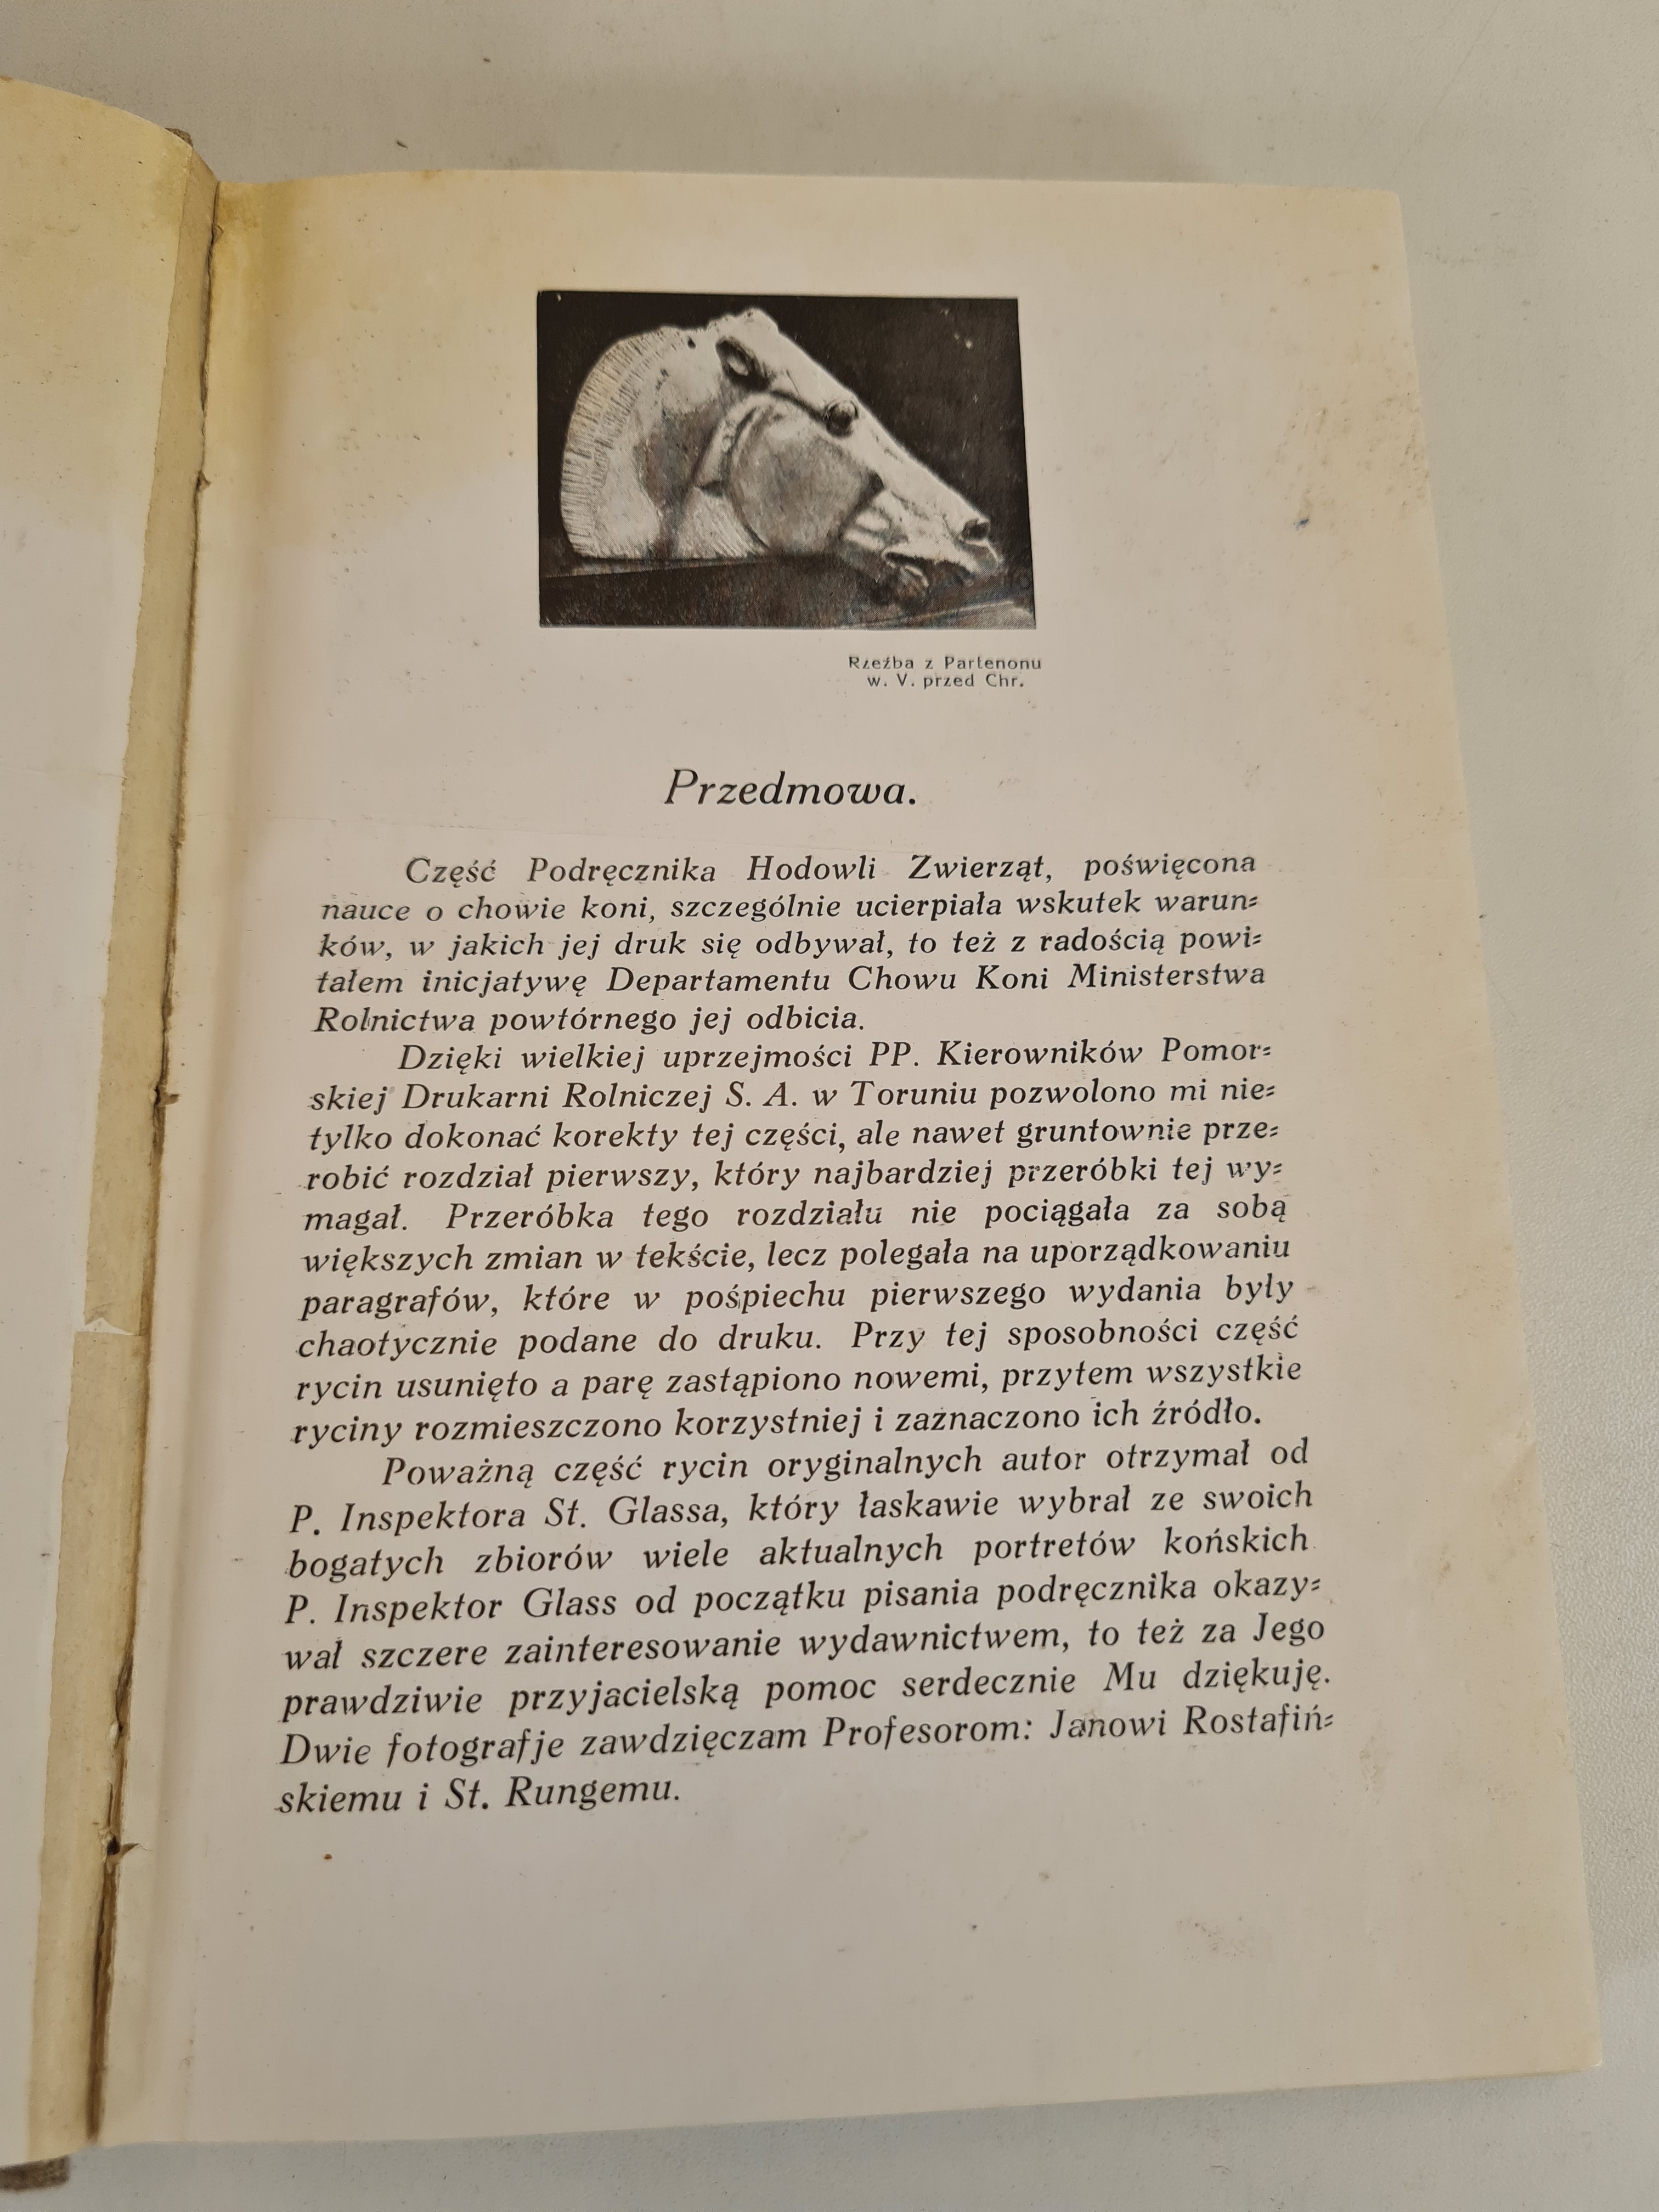 Rzeźba z Partenonu
w. V. przed Chr.
Przedmowa.
Część Podręcznika Hodowli Zwierząt, poświęcona
nauce o chowie koni, szczególnie ucierpiała wskutek warun=
ków, w jakich jej druk się odbywał, to też z radością powi=
tałem inicjatywę Departamentu Chowu Koni Ministerstwa
Rolnictwa powtórnego jej odbicia.
Dzięki wielkiej uprzejmości PP. Kierowników Pomor=
skiej Drukarni Rolniczej S. A. w Toruniu pozwolono mi nie=
tylko dokonać korekty tej części, ale nawet gruntownie prze=
robić rozdział pierwszy, który najbardziej przeróbki tej wy=
magał. Przeróbka tego rozdziału nie pociągała za sobą
większych zmian w tekście, lecz polegała na uporządkowaniu
paragrafów, które w pośpiechu pierwszego wydania były
chaotycznie podane do druku. Przy tej sposobności część
rycin usunięto a parę zastąpiono nowemi, przytem wszystkie
ryciny rozmieszczono korzystniej i zaznaczono ich źródło.
Poważną część rycin oryginalnych autor otrzymał od
P. Inspektora St. Glassa, który łaskawie wybrał ze swoich
bogatych zbiorów wiele aktualnych portretów końskich
P. Inspektor Glass od początku pisania podręcznika okazy=
wał szczere zainteresowanie wydawnictwem, to też za Jego
prawdziwie przyjacielską pomoc serdecznie Mu dziękuję.
Dwie fotografje zawdzięczam Profesorom: Janowi Rostafiń=
skiemu i St. Rungemu.